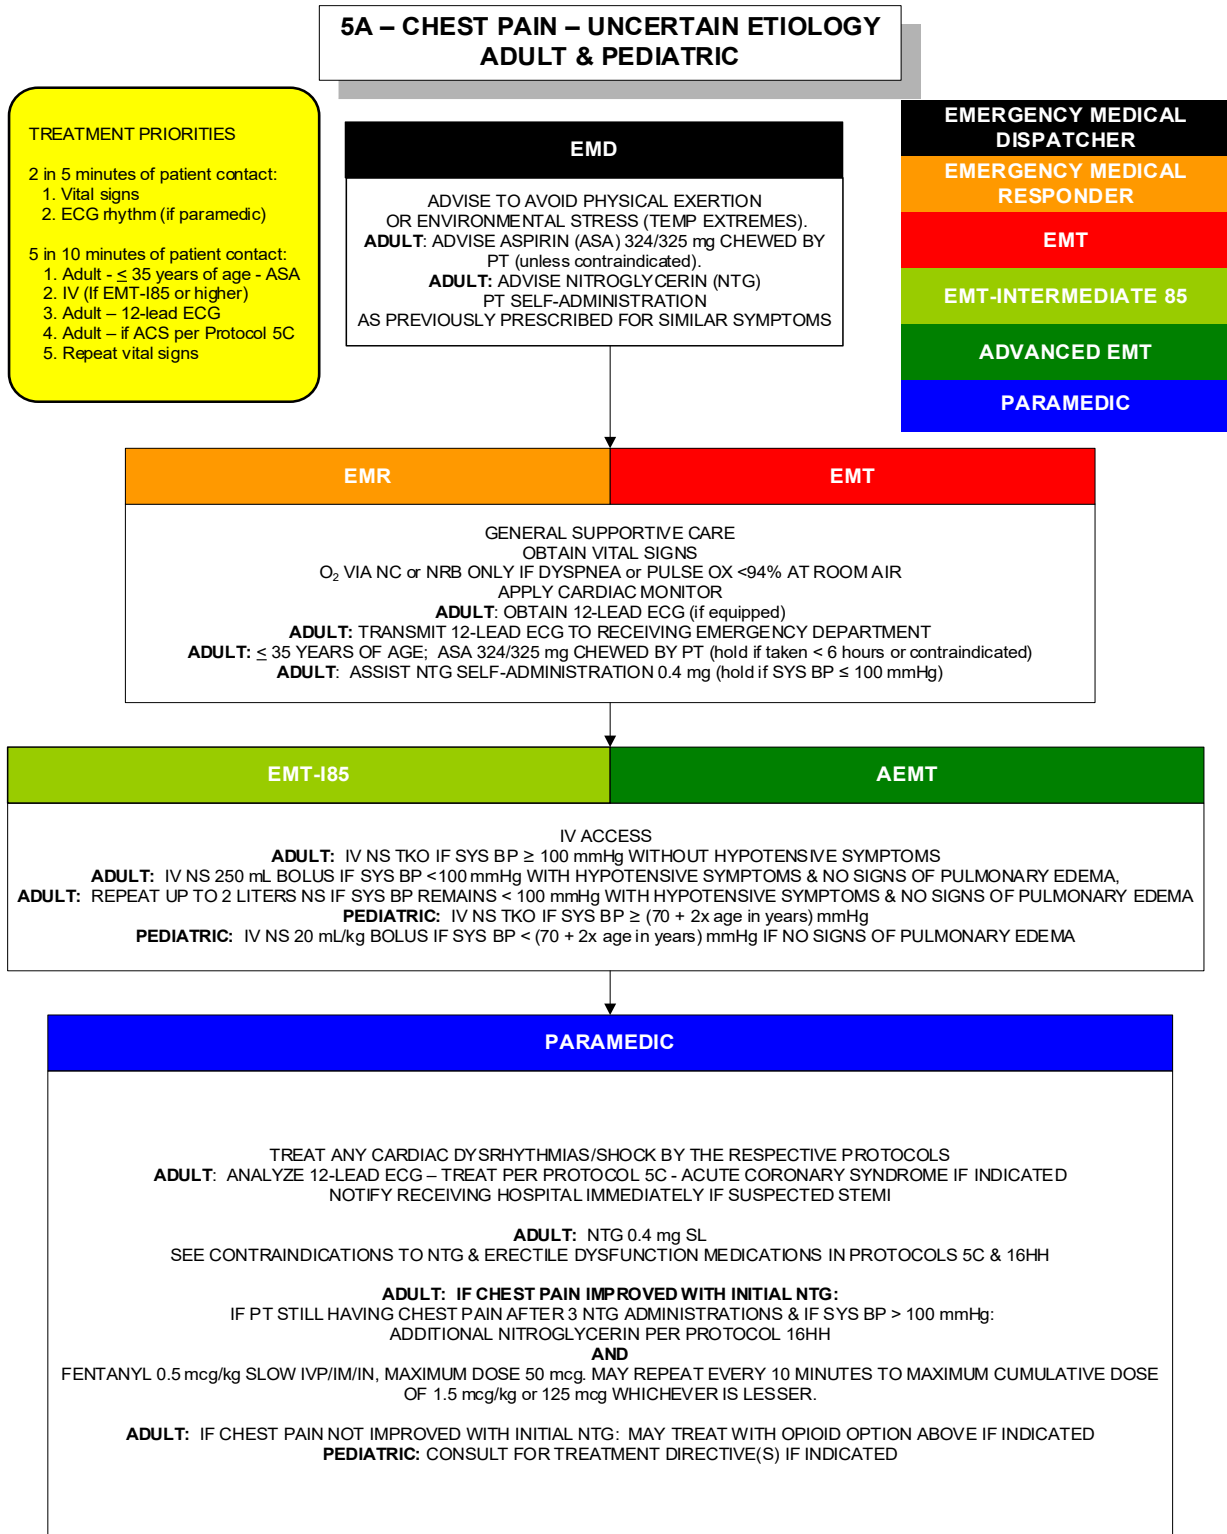 5A – CHEST PAIN – UNCERTAIN ETIOLOGY
ADULT & PEDIATRIC
TREATMENT PRIORITIES
2 in 5 minutes of patient contact:
1. Vital signs
2. ECG rhythm (if paramedic)
5 in 10 minutes of patient contact:
1. Adult - ≤ 35 years of age - ASA
2. IV (If EMT-I85 or higher)
3. Adult – 12-lead ECG
4. Adult – if ACS per Protocol 5C
5. Repeat vital signs
EMD
ADVISE TO AVOID PHYSICAL EXERTION
OR ENVIRONMENTAL STRESS (TEMP EXTREMES).
ADULT: ADVISE ASPIRIN (ASA) 324/325 mg CHEWED BY
PT (unless contraindicated).
ADULT: ADVISE NITROGLYCERIN (NTG)
PT SELF-ADMINISTRATION
AS PREVIOUSLY PRESCRIBED FOR SIMILAR SYMPTOMS
EMERGENCY MEDICAL
DISPATCHER
EMERGENCY MEDICAL
RESPONDER
EMT
EMT-INTERMEDIATE 85
ADVANCED EMT
PARAMEDIC
EMR
EMT
GENERAL SUPPORTIVE CARE
OBTAIN VITAL SIGNS
O₂ VIA NC or NRB ONLY IF DYSPNEA or PULSE OX <94% AT ROOM AIR
APPLY CARDIAC MONITOR
ADULT: OBTAIN 12-LEAD ECG (if equipped)
ADULT: TRANSMIT 12-LEAD ECG TO RECEIVING EMERGENCY DEPARTMENT
ADULT: ≤ 35 YEARS OF AGE; ASA 324/325 mg CHEWED BY PT (hold if taken < 6 hours or contraindicated)
ADULT: ASSIST NTG SELF-ADMINISTRATION 0.4 mg (hold if SYS BP ≤ 100 mmHg)
EMT-I85
AEMT
IV ACCESS
ADULT: IV NS TKO IF SYS BP ≥ 100 mmHg WITHOUT HYPOTENSIVE SYMPTOMS
ADULT: IV NS 250 mL BOLUS IF SYS BP <100 mmHg WITH HYPOTENSIVE SYMPTOMS & NO SIGNS OF PULMONARY EDEMA,
ADULT: REPEAT UP TO 2 LITERS NS IF SYS BP REMAINS < 100 mmHg WITH HYPOTENSIVE SYMPTOMS & NO SIGNS OF PULMONARY EDEMA
PEDIATRIC: IV NS TKO IF SYS BP ≥ (70 + 2x age in years) mmHg
PEDIATRIC: IV NS 20 mL/kg BOLUS IF SYS BP < (70 + 2x age in years) mmHg IF NO SIGNS OF PULMONARY EDEMA
PARAMEDIC
TREAT ANY CARDIAC DYSRHYTHMIAS/SHOCK BY THE RESPECTIVE PROTOCOLS
ADULT: ANALYZE 12-LEAD ECG – TREAT PER PROTOCOL 5C - ACUTE CORONARY SYNDROME IF INDICATED
NOTIFY RECEIVING HOSPITAL IMMEDIATELY IF SUSPECTED STEMI
ADULT: NTG 0.4 mg SL
SEE CONTRAINDICATIONS TO NTG & ERECTILE DYSFUNCTION MEDICATIONS IN PROTOCOLS 5C & 16HH
ADULT: IF CHEST PAIN IMPROVED WITH INITIAL NTG:
IF PT STILL HAVING CHEST PAIN AFTER 3 NTG ADMINISTRATIONS & IF SYS BP > 100 mmHg:
ADDITIONAL NITROGLYCERIN PER PROTOCOL 16HH
AND
FENTANYL 0.5 mcg/kg SLOW IVP/IM/IN, MAXIMUM DOSE 50 mcg. MAY REPEAT EVERY 10 MINUTES TO MAXIMUM CUMULATIVE DOSE
OF 1.5 mcg/kg or 125 mcg WHICHEVER IS LESSER.
ADULT: IF CHEST PAIN NOT IMPROVED WITH INITIAL NTG: MAY TREAT WITH OPIOID OPTION ABOVE IF INDICATED
PEDIATRIC: CONSULT FOR TREATMENT DIRECTIVE(S) IF INDICATED